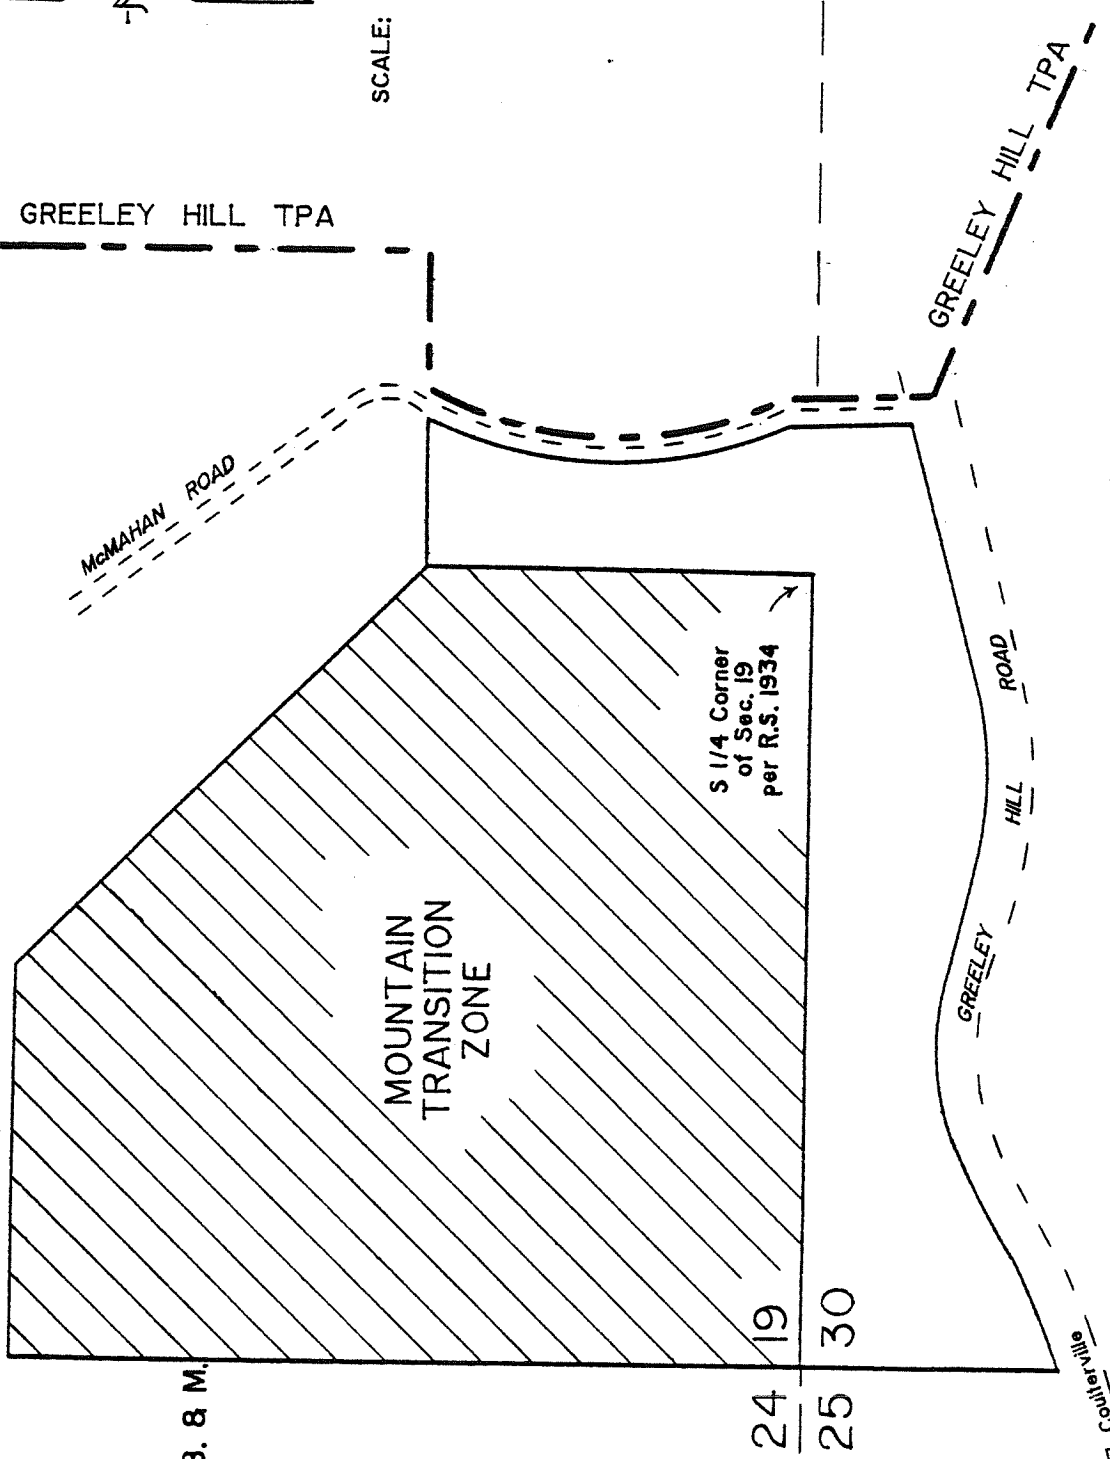 SCALE:
GREELEY HILL TPA
GREELEY HILL TPA
McMAHAN ROAD
S 1/4 Corner
of Sec. 19
per R.S. 1934
MOUNTAIN
TRANSITION
ZONE
GREELEY HILL ROAD
B. & M.
24 19
25 30
Coulterville